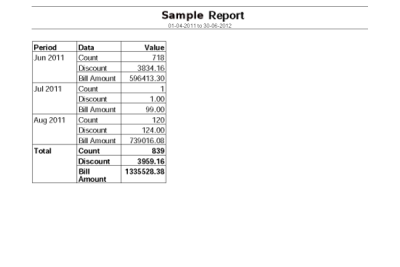 Sample Report
01-04-2011 to 30-06-2012
Period Data Value
Jun 2011 Count 718
Discount 3834.16
Bill Amount 596413.30
Jul 2011 Count 1
Discount 1.00
Bill Amount 99.00
Aug 2011 Count 120
Discount 124.00
Bill Amount 739016.08
Total Count 839
Discount 3959.16
Bill Amount 1335528.38